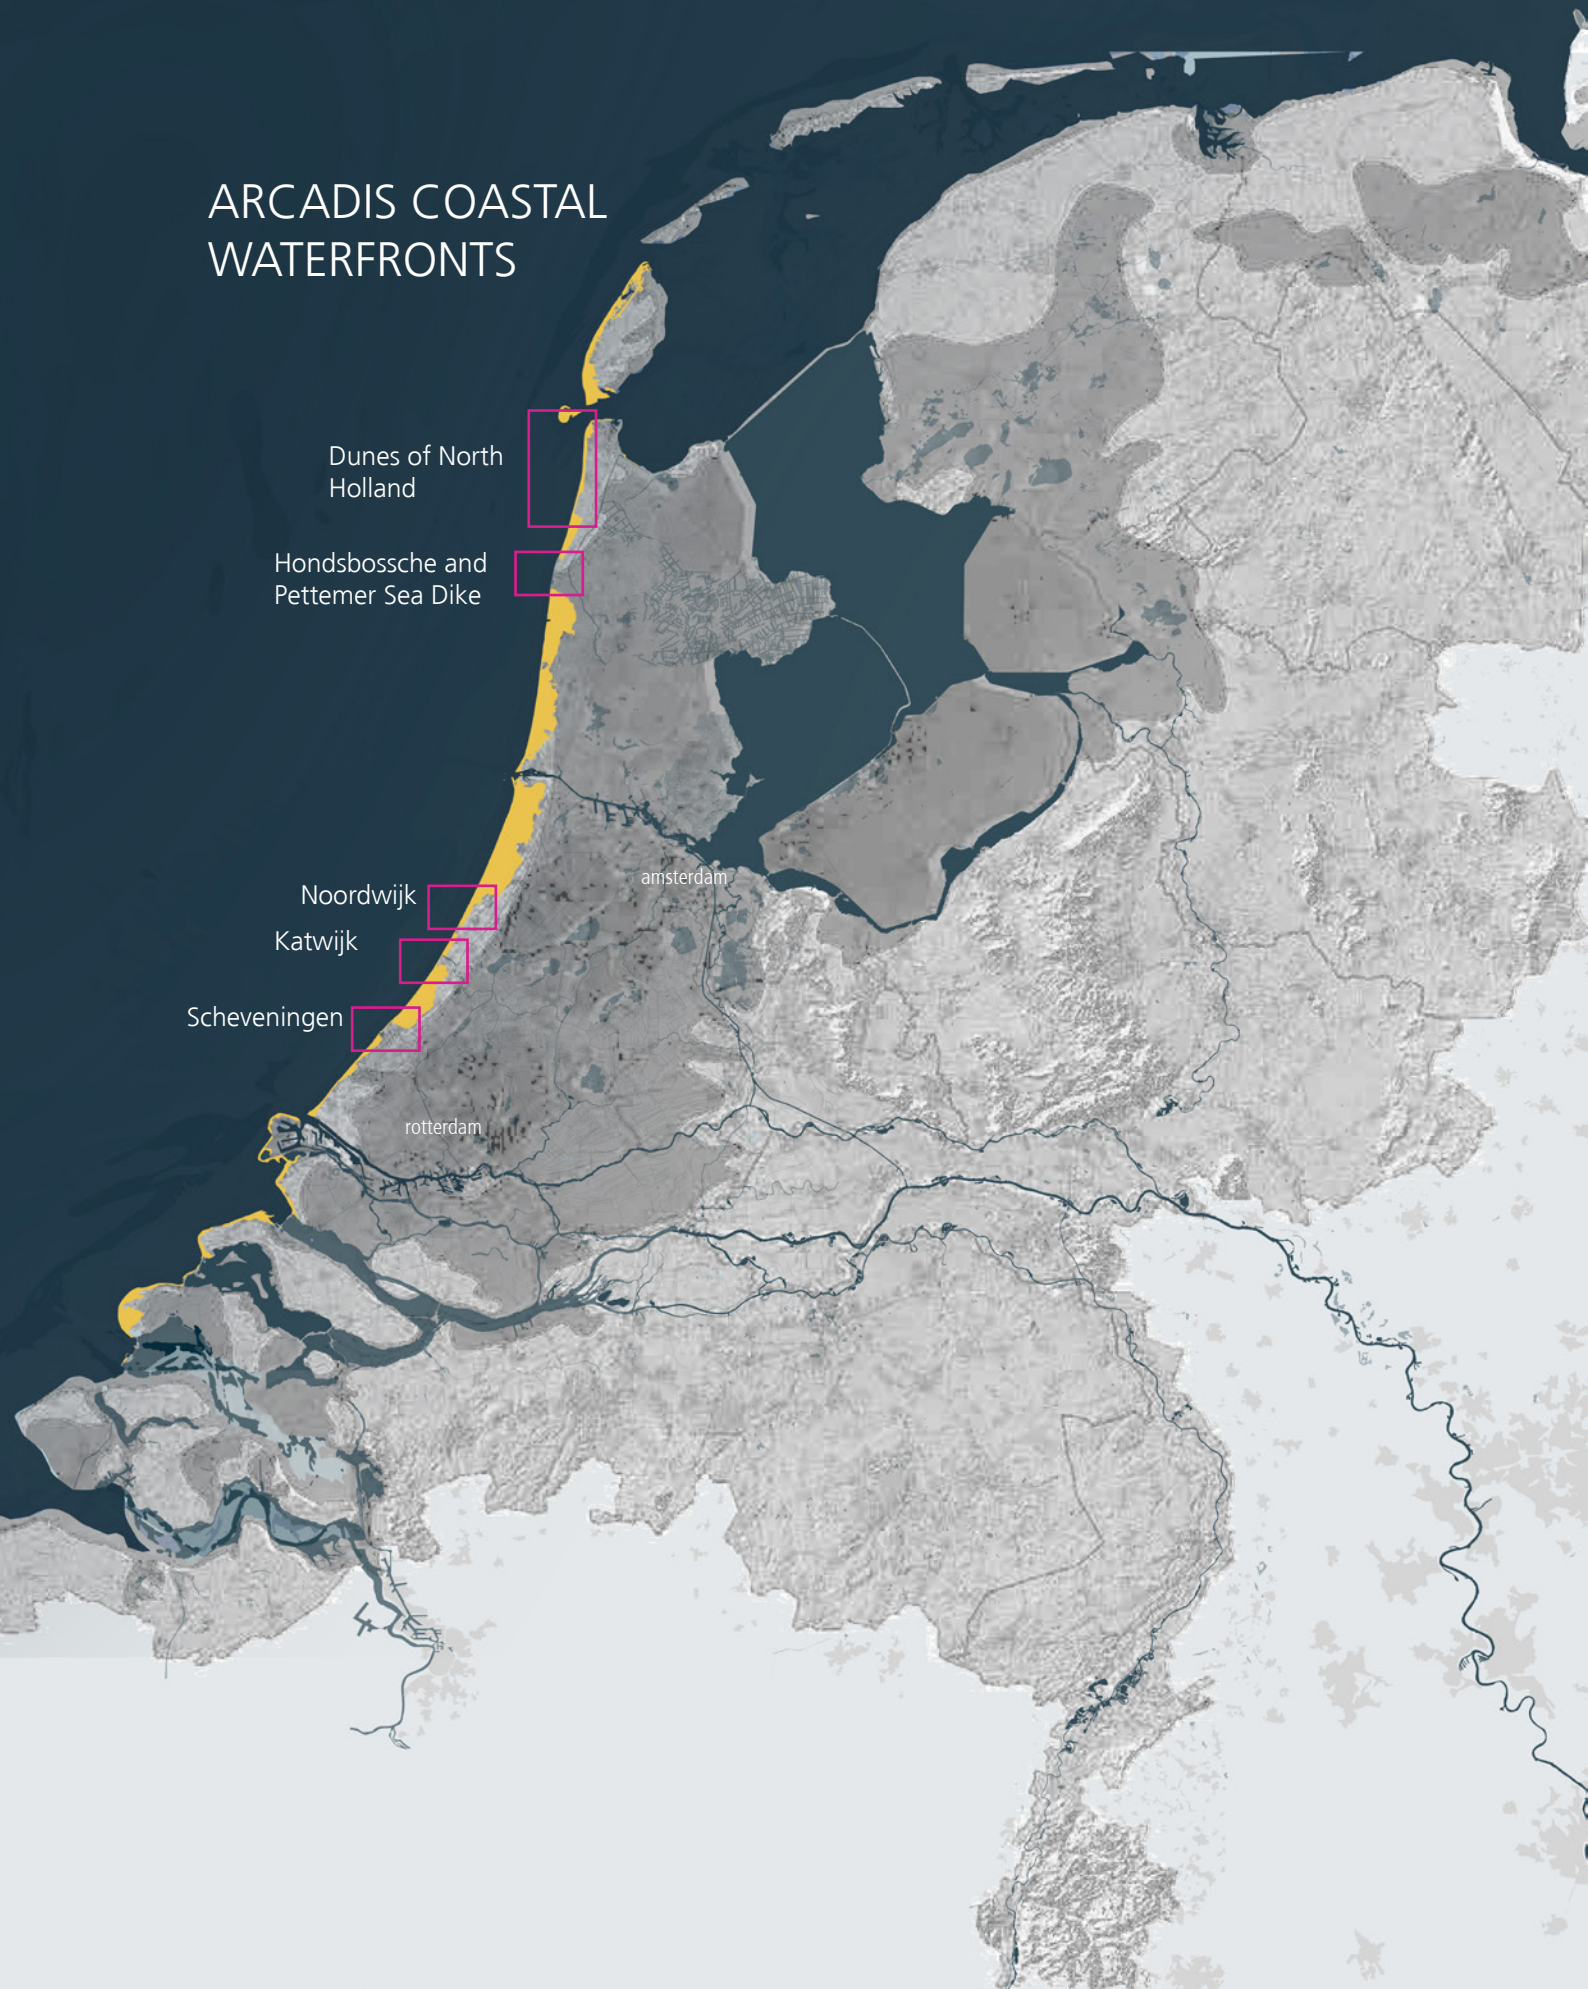 ARCADIS COASTAL
WATERFRONTS
Dunes of North
Holland
Hondsbossche and
Pettemer Sea Dike
Noordwijk
amsterdam
Katwijk
Scheveningen
rotterdam